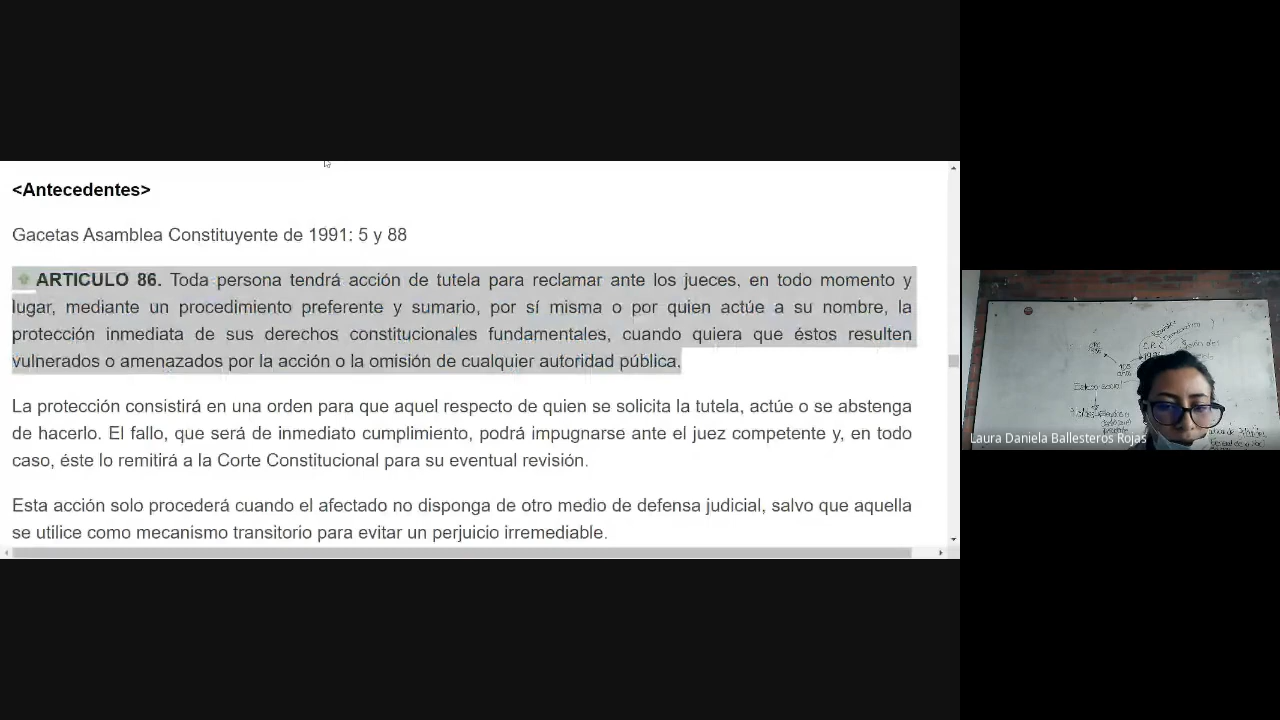 <Antecedentes>
Gacetas Asamblea Constituyente de 1991: 5 y 88
ARTICULO 86. Toda persona tendrá acción de tutela para reclamar ante los jueces, en todo momento y
lugar, mediante un procedimiento preferente y sumario, por sí misma o por quien actúe a su nombre, la
protección inmediata de sus derechos constitucionales fundamentales, cuando quiera que éstos resulten
vulnerados o amenazados por la acción o la omisión de cualquier autoridad pública.
La protección consistirá en una orden para que aquel respecto de quien se solicita la tutela, actúe o se abstenga
de hacerlo. El fallo, que será de inmediato cumplimiento, podrá impugnarse ante el juez competente y, en todo
caso, éste lo remitirá a la Corte Constitucional para su eventual revisión.
Esta acción solo procederá cuando el afectado no disponga de otro medio de defensa judicial, salvo que aquella
se utilice como mecanismo transitorio para evitar un perjuicio irremediable.
1991
Estado social
Laura Daniela Ballesteros Rojas